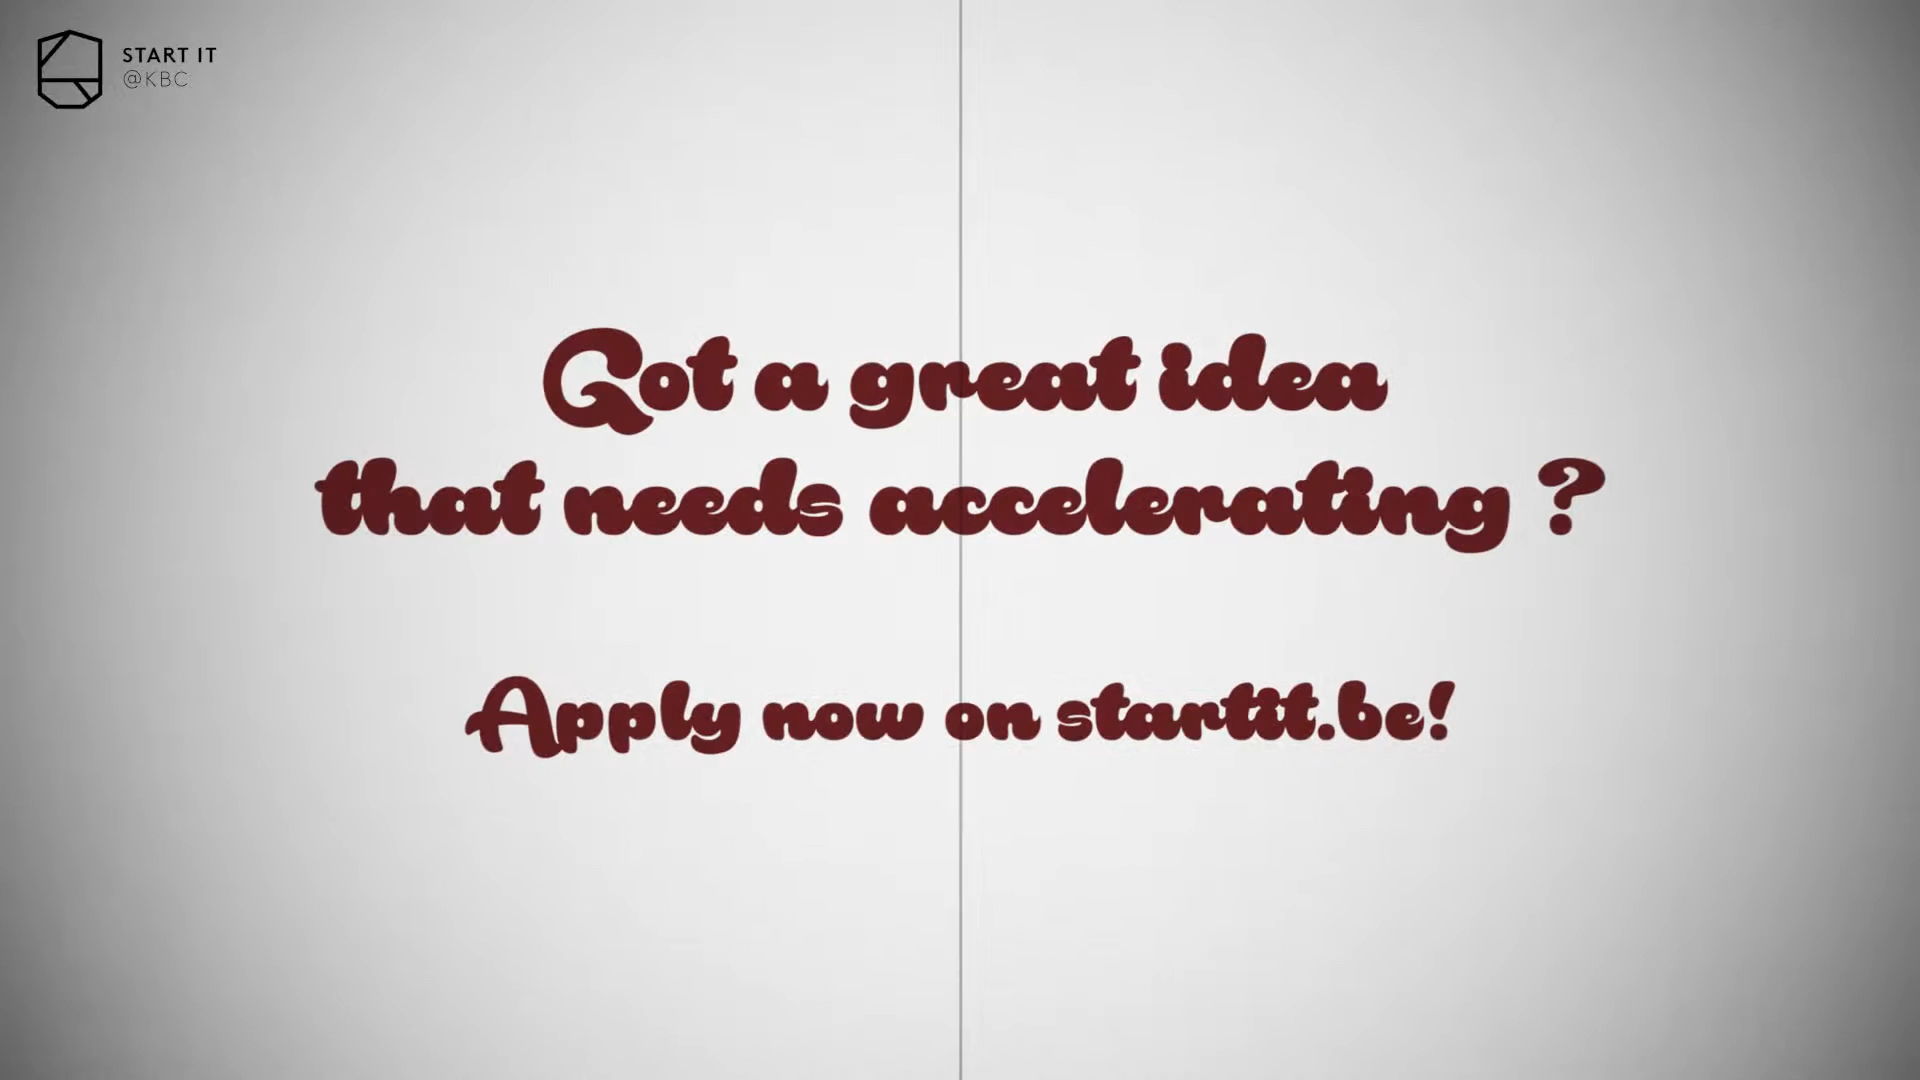 START IT
@KBC
Got a great idea
that needs accelerating ?
Apply now on startit.be!